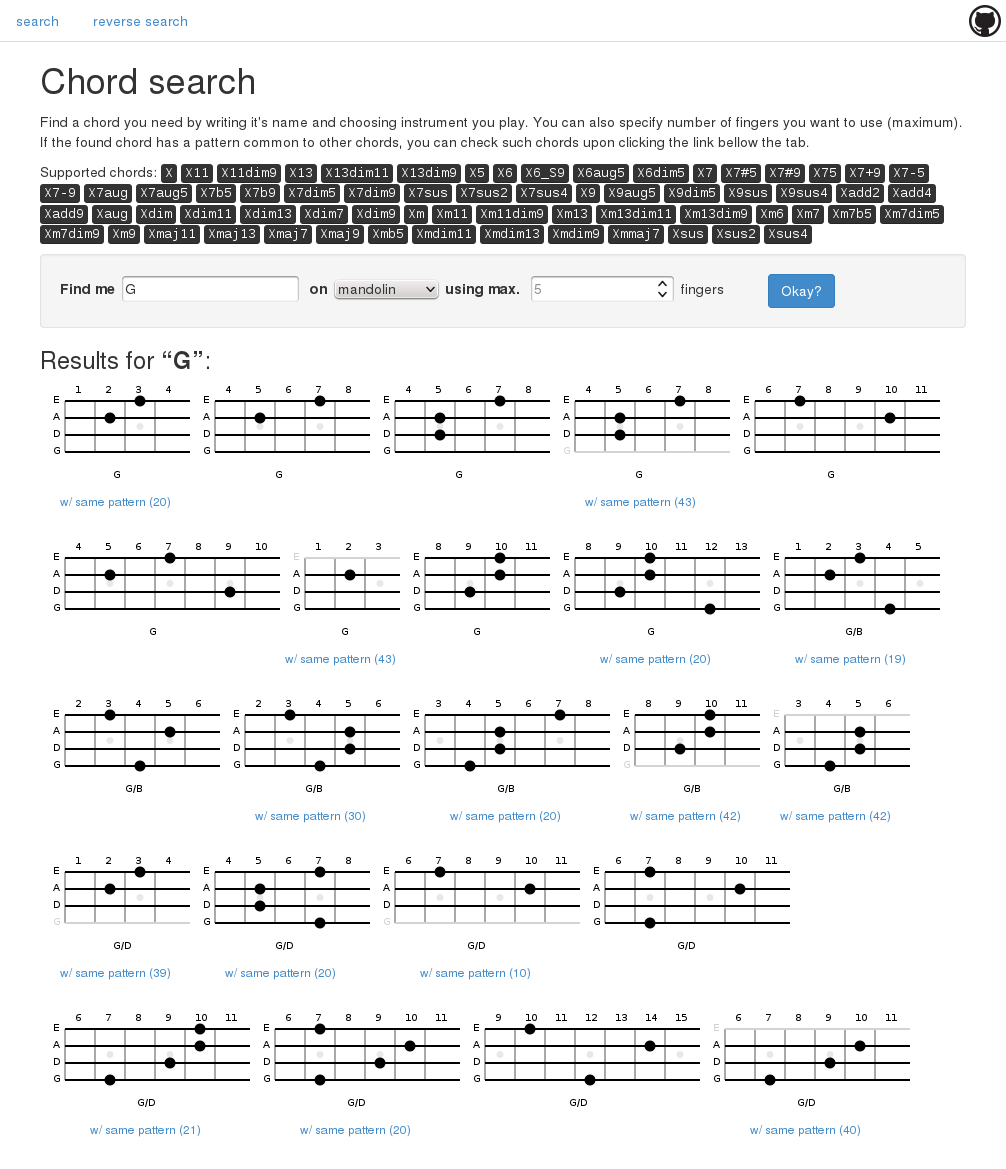 search reverse search
Chord search
Find a chord you need by writing it's name and choosing instrument you play. You can also specify number of fingers you want to use (maximum).
If the found chord has a pattern common to other chords, you can check such chords upon clicking the link bellow the tab.
Supported chords: X X11 X11dim9 X13 X13dim11 X13dim9 X5 X6 X6_S9 X6aug5 X6dim5 X7 X7#5 X7#9 X75 X7+9 X7-5
X7-9 X7aug X7aug5 X7b5 X7b9 X7dim5 X7dim9 X7sus X7sus2 X7sus4 X9 X9aug5 X9dim5 X9sus X9sus4 Xadd2 Xadd4
Xadd9 Xaug Xdim Xdim11 Xdim13 Xdim7 Xdim9 Xm Xm11 Xm11dim9 Xm13 Xm13dim11 Xm13dim9 Xm6 Xm7 Xm7b5 Xm7dim5
Xm7dim9 Xm9 Xmaj11 Xmaj13 Xmaj7 Xmaj9 Xmb5 Xmdim11 Xmdim13 Xmdim9 Xmmaj7 Xsus Xsus2 Xsus4
Find me G on mandolin using max. 5 fingers Okay?
Results for “G”:
1 2 3 4 4 5 6 7 8 4 5 6 7 8 4 5 6 7 8 6 7 8 9 10 11
E E E E E
A A A A A
D D D D D
G G G G G
G G G G G
w/ same pattern (20) w/ same pattern (43)
4 5 6 7 8 9 10 1 2 3 8 9 10 11 8 9 10 11 12 13 1 2 3 4 5
E E E E E
A A A A A
D D D D D
G G G G G
G G G G G/B
w/ same pattern (43) w/ same pattern (20) w/ same pattern (19)
2 3 4 5 6 2 3 4 5 6 3 4 5 6 7 8 8 9 10 11 3 4 5 6
E E E E E
A A A A A
D D D D D
G G G G G
G/B G/B G/B G/B G/B
w/ same pattern (30) w/ same pattern (20) w/ same pattern (42) w/ same pattern (42)
1 2 3 4 4 5 6 7 8 6 7 8 9 10 11 6 7 8 9 10 11
E E E E
A A A A
D D D D
G G G G
G/D G/D G/D G/D
w/ same pattern (39) w/ same pattern (20) w/ same pattern (10)
6 7 8 9 10 11 6 7 8 9 10 11 9 10 11 12 13 14 15 6 7 8 9 10 11
E E E E
A A A A
D D D D
G G G G
G/D G/D G/D G/D
w/ same pattern (21) w/ same pattern (20) w/ same pattern (40)